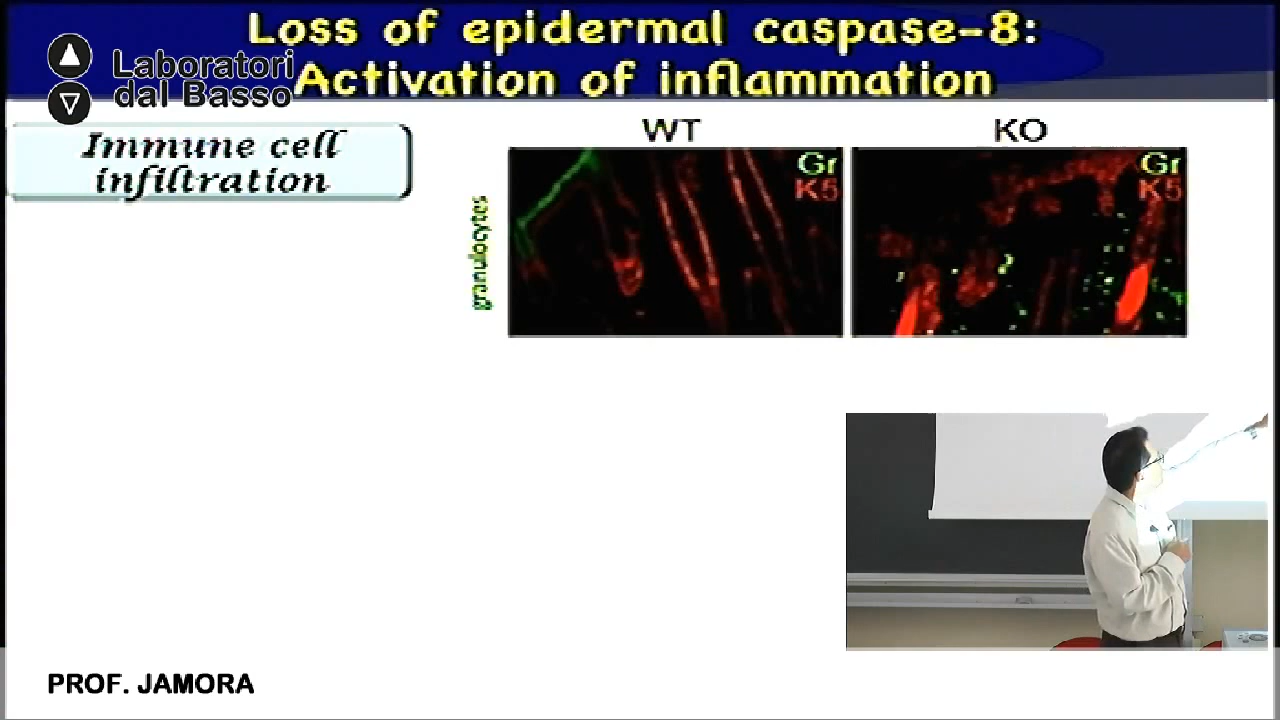 Loss of epidermal caspase-8:
Activation of inflammation
Laboratori
dal Basso
Immune cell
infiltration
WT
KO
Gr
K5
Gr
K5
granulocytes
PROF. JAMORA